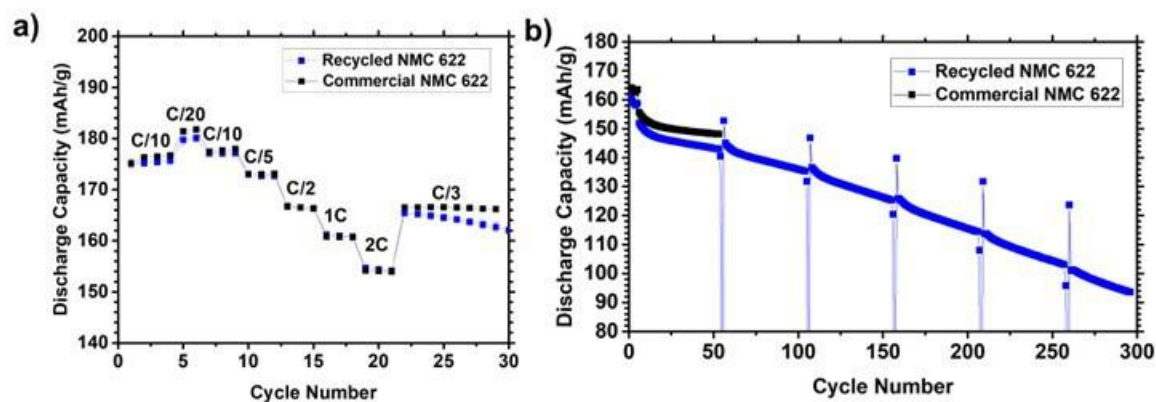 a)
Discharge Capacity (mAh/g)
200
190
180
170
160
150
140
Recycled NMC 622
Commercial NMC 622
C/10
C/20
C/10
C/5
C/2
1C
2C
C/3
0 5 10 15 20 25 30
Cycle Number
b)
Discharge Capacity (mAh/g)
180
170
160
150
140
130
120
110
100
90
80
Recycled NMC 622
Commercial NMC 622
0 50 100 150 200 250 300
Cycle Number